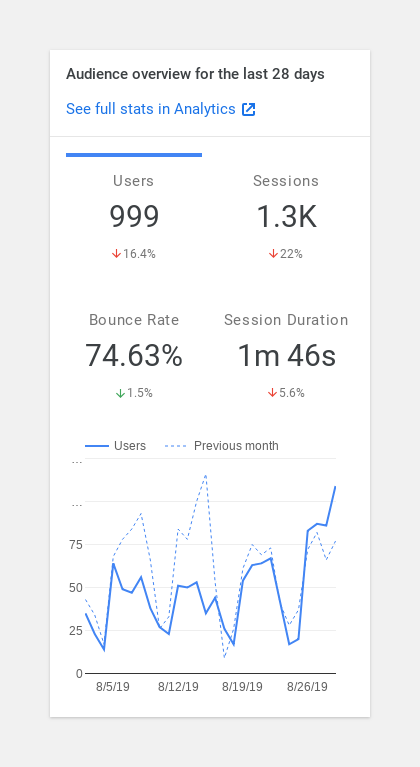 Audience overview for the last 28 days
See full stats in Analytics
Users
Sessions
999
1.3K
16.4%
22%
Bounce Rate
Session Duration
74.63%
1m 46s
1.5%
5.6%
Users
Previous month
...
...
75
50
25
0
8/5/19
8/12/19
8/19/19
8/26/19